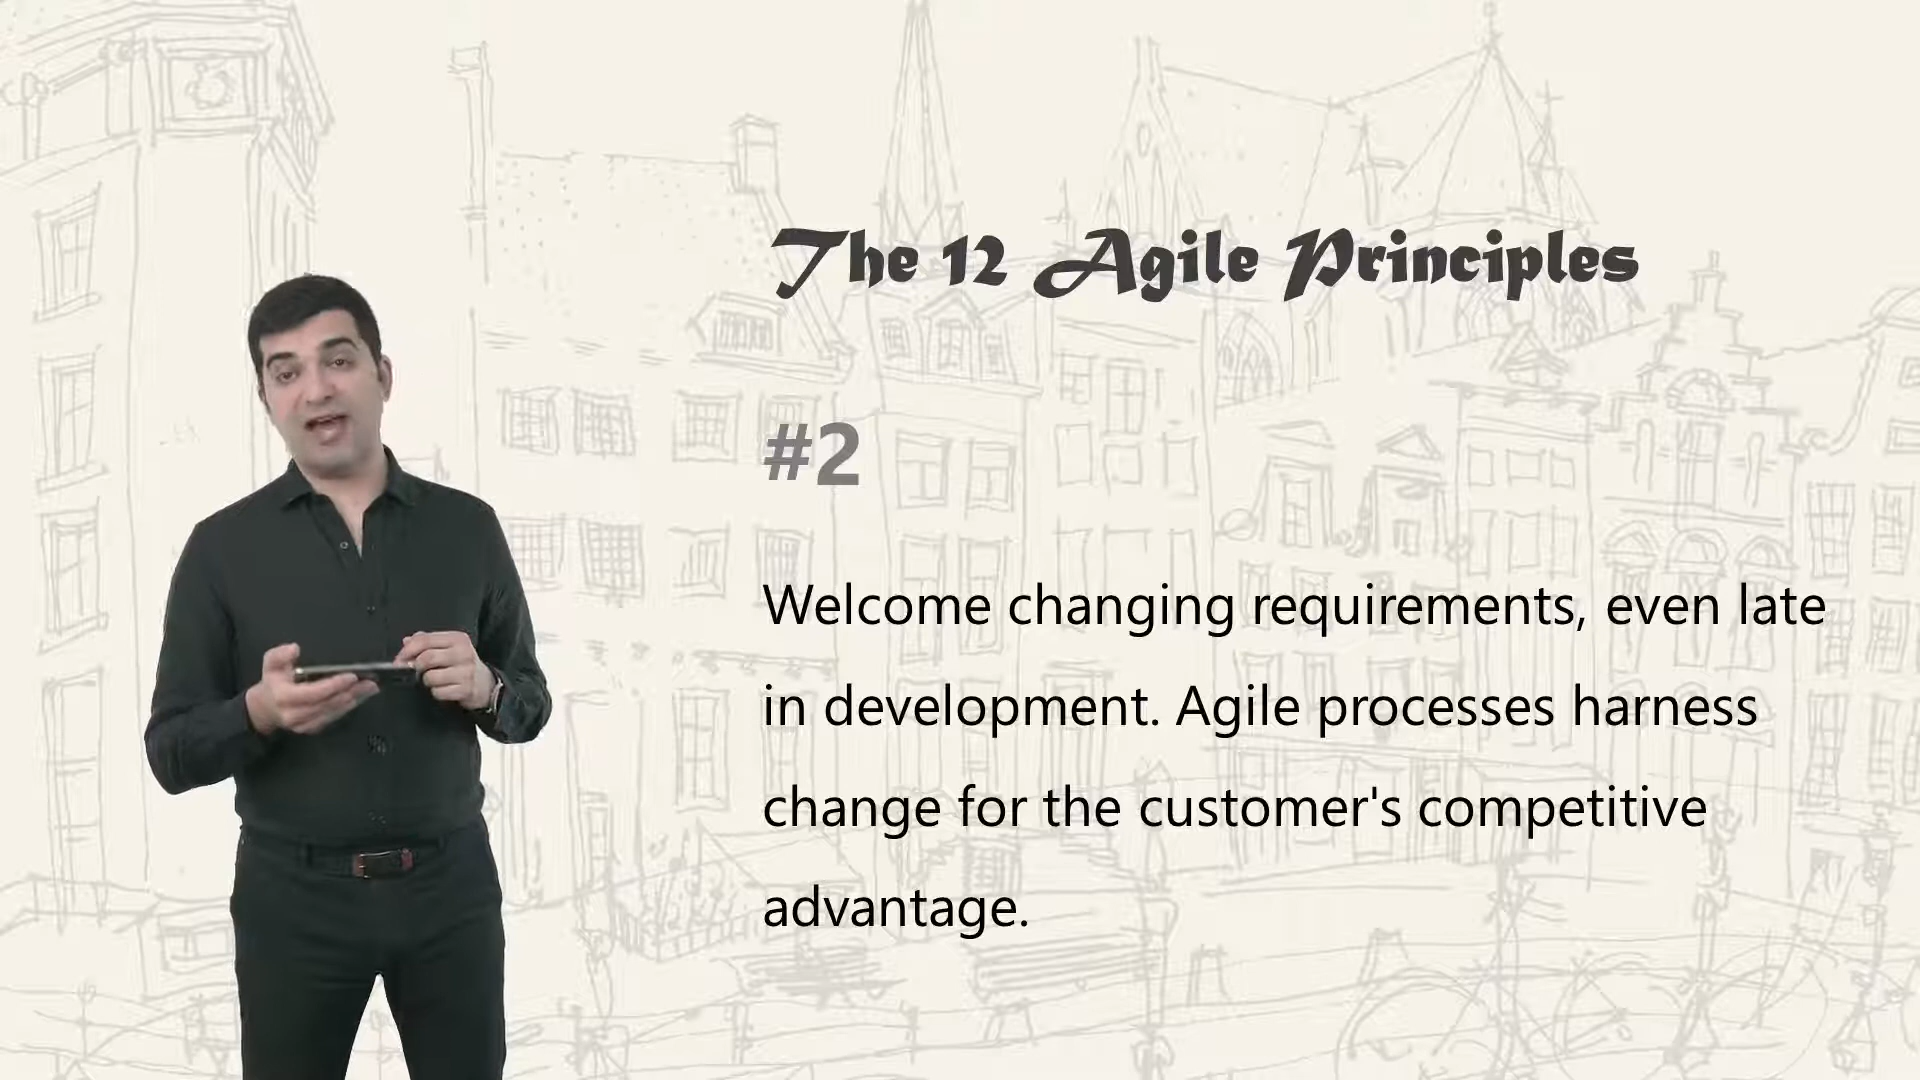 The 12 Agile Principles
#2
Welcome changing requirements, even late
in development. Agile processes harness
change for the customer's competitive
advantage.